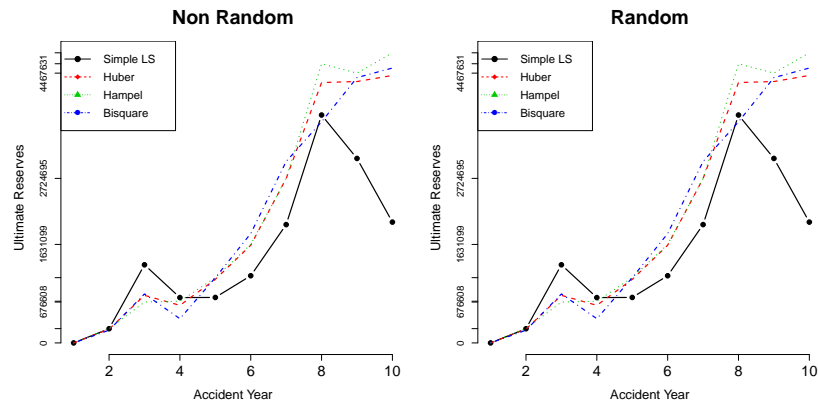 Non Random
Simple LS
Huber
Hampel
Bisquare
Ultimate Reserves
4467631
2724695
1631099
676608
0
2 4 6 8 10
Accident Year
Random
Simple LS
Huber
Hampel
Bisquare
Ultimate Reserves
4467631
2724695
1631099
676608
0
2 4 6 8 10
Accident Year